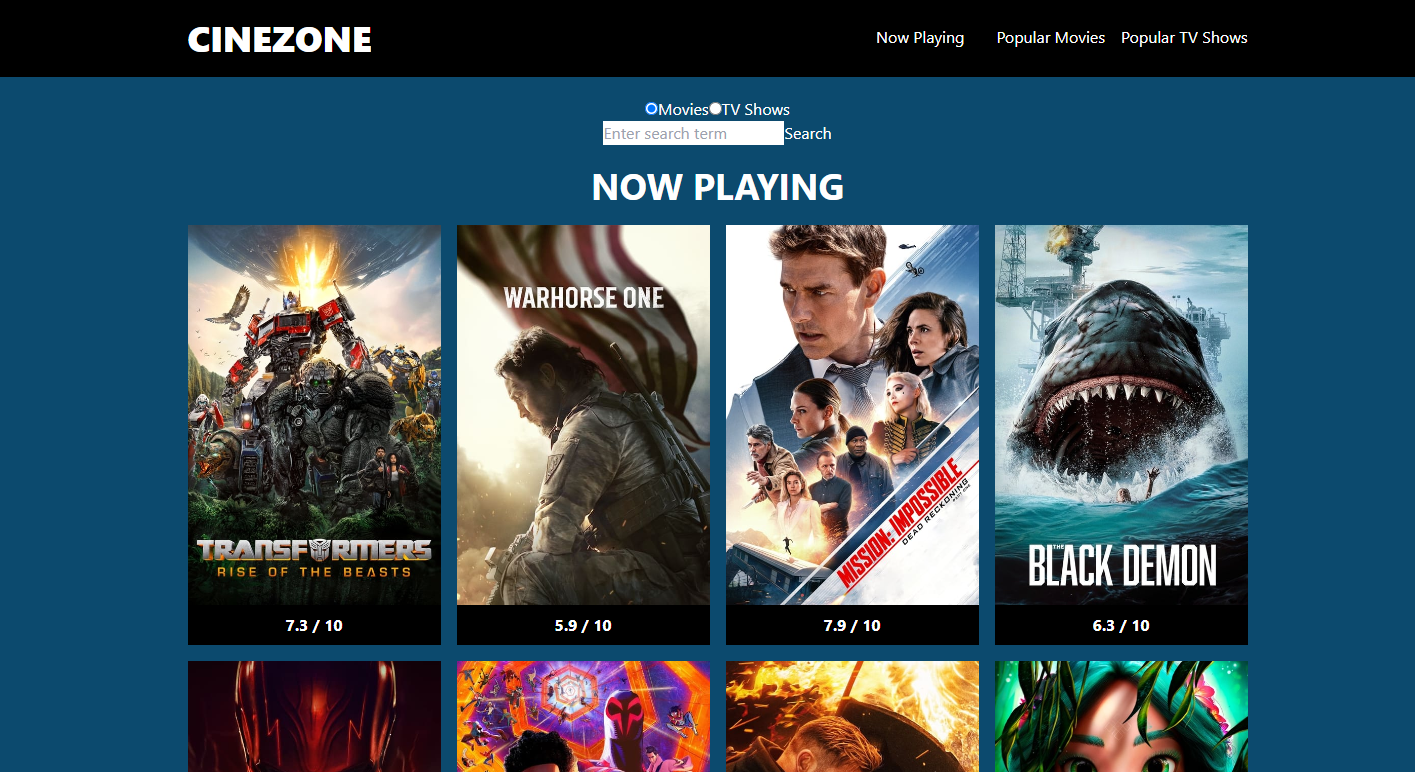 CINEZONE
Now Playing Popular Movies Popular TV Shows
Movies TV Shows
Enter search term Search
NOW PLAYING
TRANSFORMERS
RISE OF THE BEASTS
7.3 / 10
WARHORSE ONE
5.9 / 10
MISSION: IMPOSSIBLE
DEAD RECKONING
PART ONE
7.9 / 10
THE
BLACK DEMON
6.3 / 10